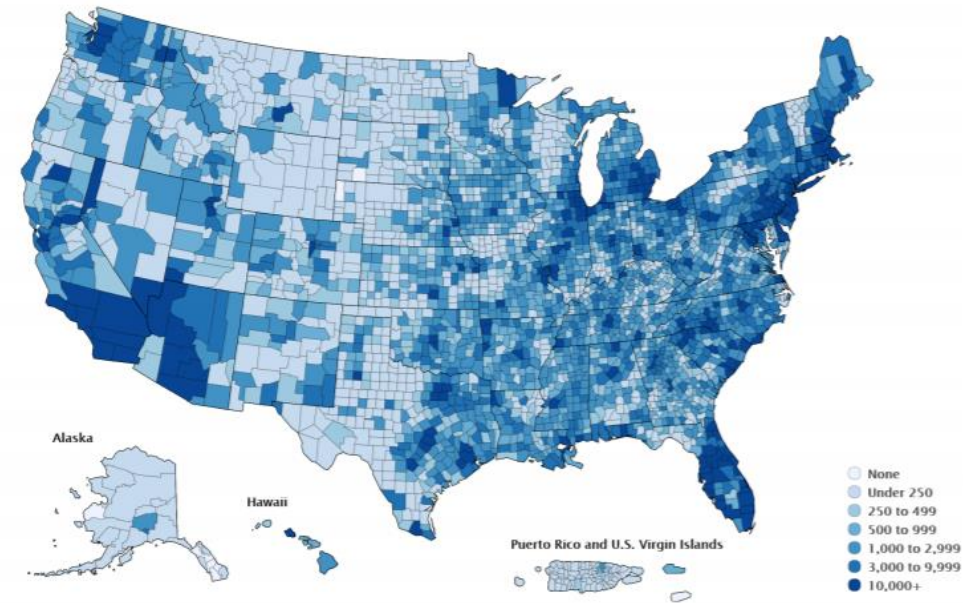 Alaska
Hawaii
Puerto Rico and U.S. Virgin Islands
None
Under 250
250 to 499
500 to 999
1,000 to 2,999
3,000 to 9,999
10,000+